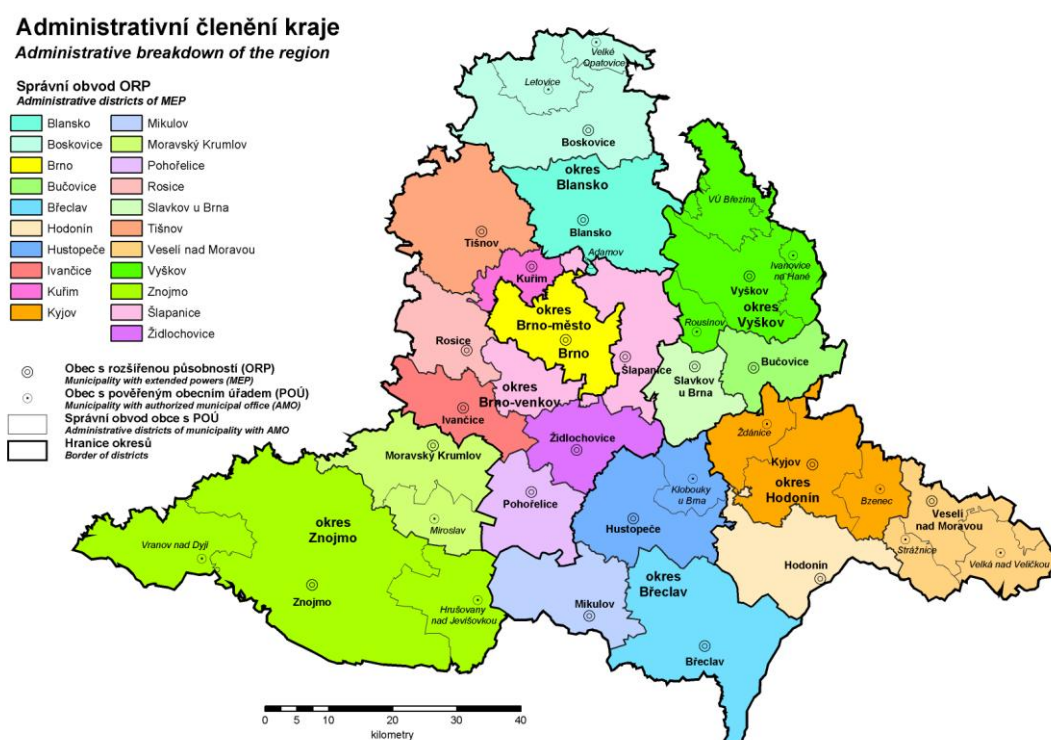 Administrativní členění kraje
Administrative breakdown of the region
Správní obvod ORP
Administrative districts of MEP
Blansko
Boskovice
Brno
Bučovice
Břeclav
Hodonín
Hustopeče
Ivančice
Kuřim
Kyjov
Mikulov
Moravský Krumlov
Pohořelice
Rosice
Slavkov u Brna
Tišnov
Veselí nad Moravou
Vyškov
Znojmo
Šlapanice
Židlochovice
Obec s rozšířenou působností (ORP)
Municipality with extended powers (MEP)
Obec s pověřeným obecním úřadem (POÚ)
Municipality with authorized municipal office (AMO)
Správní obvod obce s POÚ
Administrative districts of municipality with AMO
Hranice okresů
Border of districts
Velké
Opatovice
Letovice
Boskovice
okres
Blansko
Blansko
Adamov
VÚ Březina
Ivanovice
na Hané
Vyškov
okres
Vyškov
Rousínov
Tišnov
Kuřim
okres
Brno-město
Brno
Rosice
Šlapanice
Slavkov
u Brna
Bučovice
okres
Brno-venkov
Ivančice
Židlochovice
Moravský Krumlov
Ždánice
Kyjov
okres
Hodonín
Bzenec
Veselí
nad Moravou
Strážnice
Velká nad Veličkou
Klobouky
u Brna
Hustopeče
Pohořelice
Miroslav
okres
Znojmo
Vranov nad Dyjí
Znojmo
Hrušovany
nad Jevišovkou
Mikulov
okres
Břeclav
Hodonín
Břeclav
0 5 10 20 30 40
kilometry